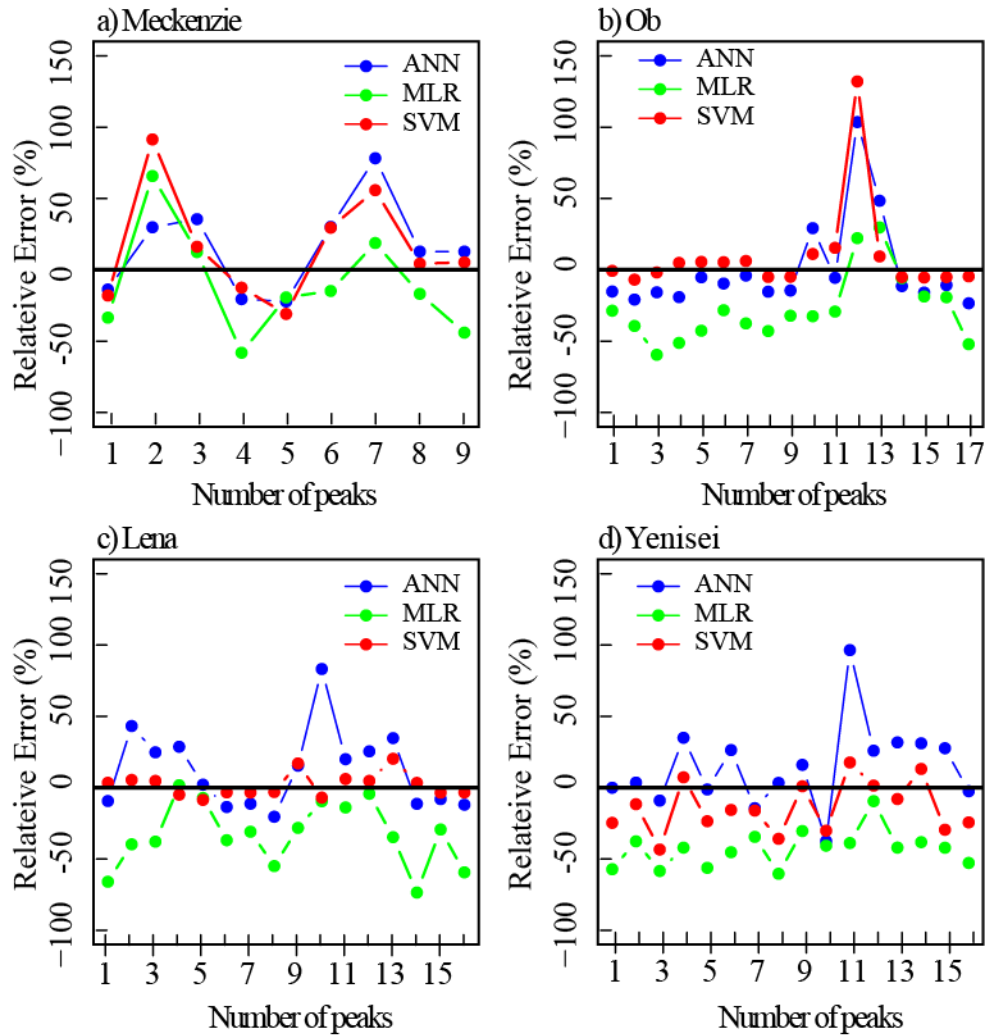 a) Meckenzie
150
100
50
0
-50
-100
Relateive Error (%)
ANN
MLR
SVM
1 2 3 4 5 6 7 8 9
Number of peaks
b) Ob
150
100
50
0
-50
-100
Relateive Error (%)
ANN
MLR
SVM
1 3 5 7 9 11 13 15 17
Number of peaks
c) Lena
150
100
50
0
-50
-100
Relateive Error (%)
ANN
MLR
SVM
1 3 5 7 9 11 13 15
Number of peaks
d) Yenisei
150
100
50
0
-50
-100
Relateive Error (%)
ANN
MLR
SVM
1 3 5 7 9 11 13 15
Number of peaks